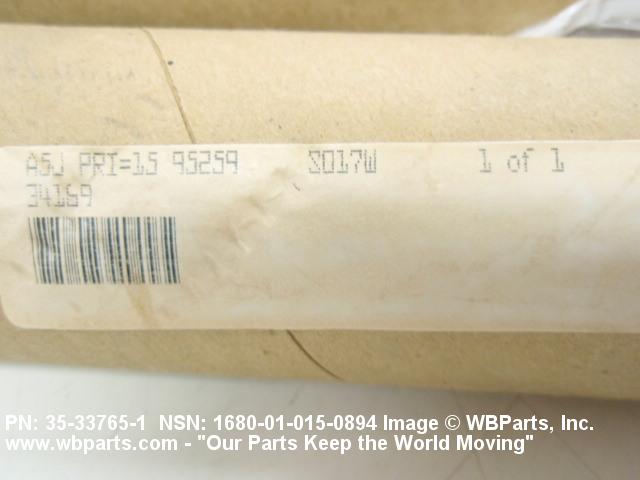 A5J PRI=15 95259 SD17W 1 of 1
34169
PN: 35-33765-1 NSN: 1680-01-015-0894 Image © WBParts, Inc.
www.wbparts.com - "Our Parts Keep the World Moving"